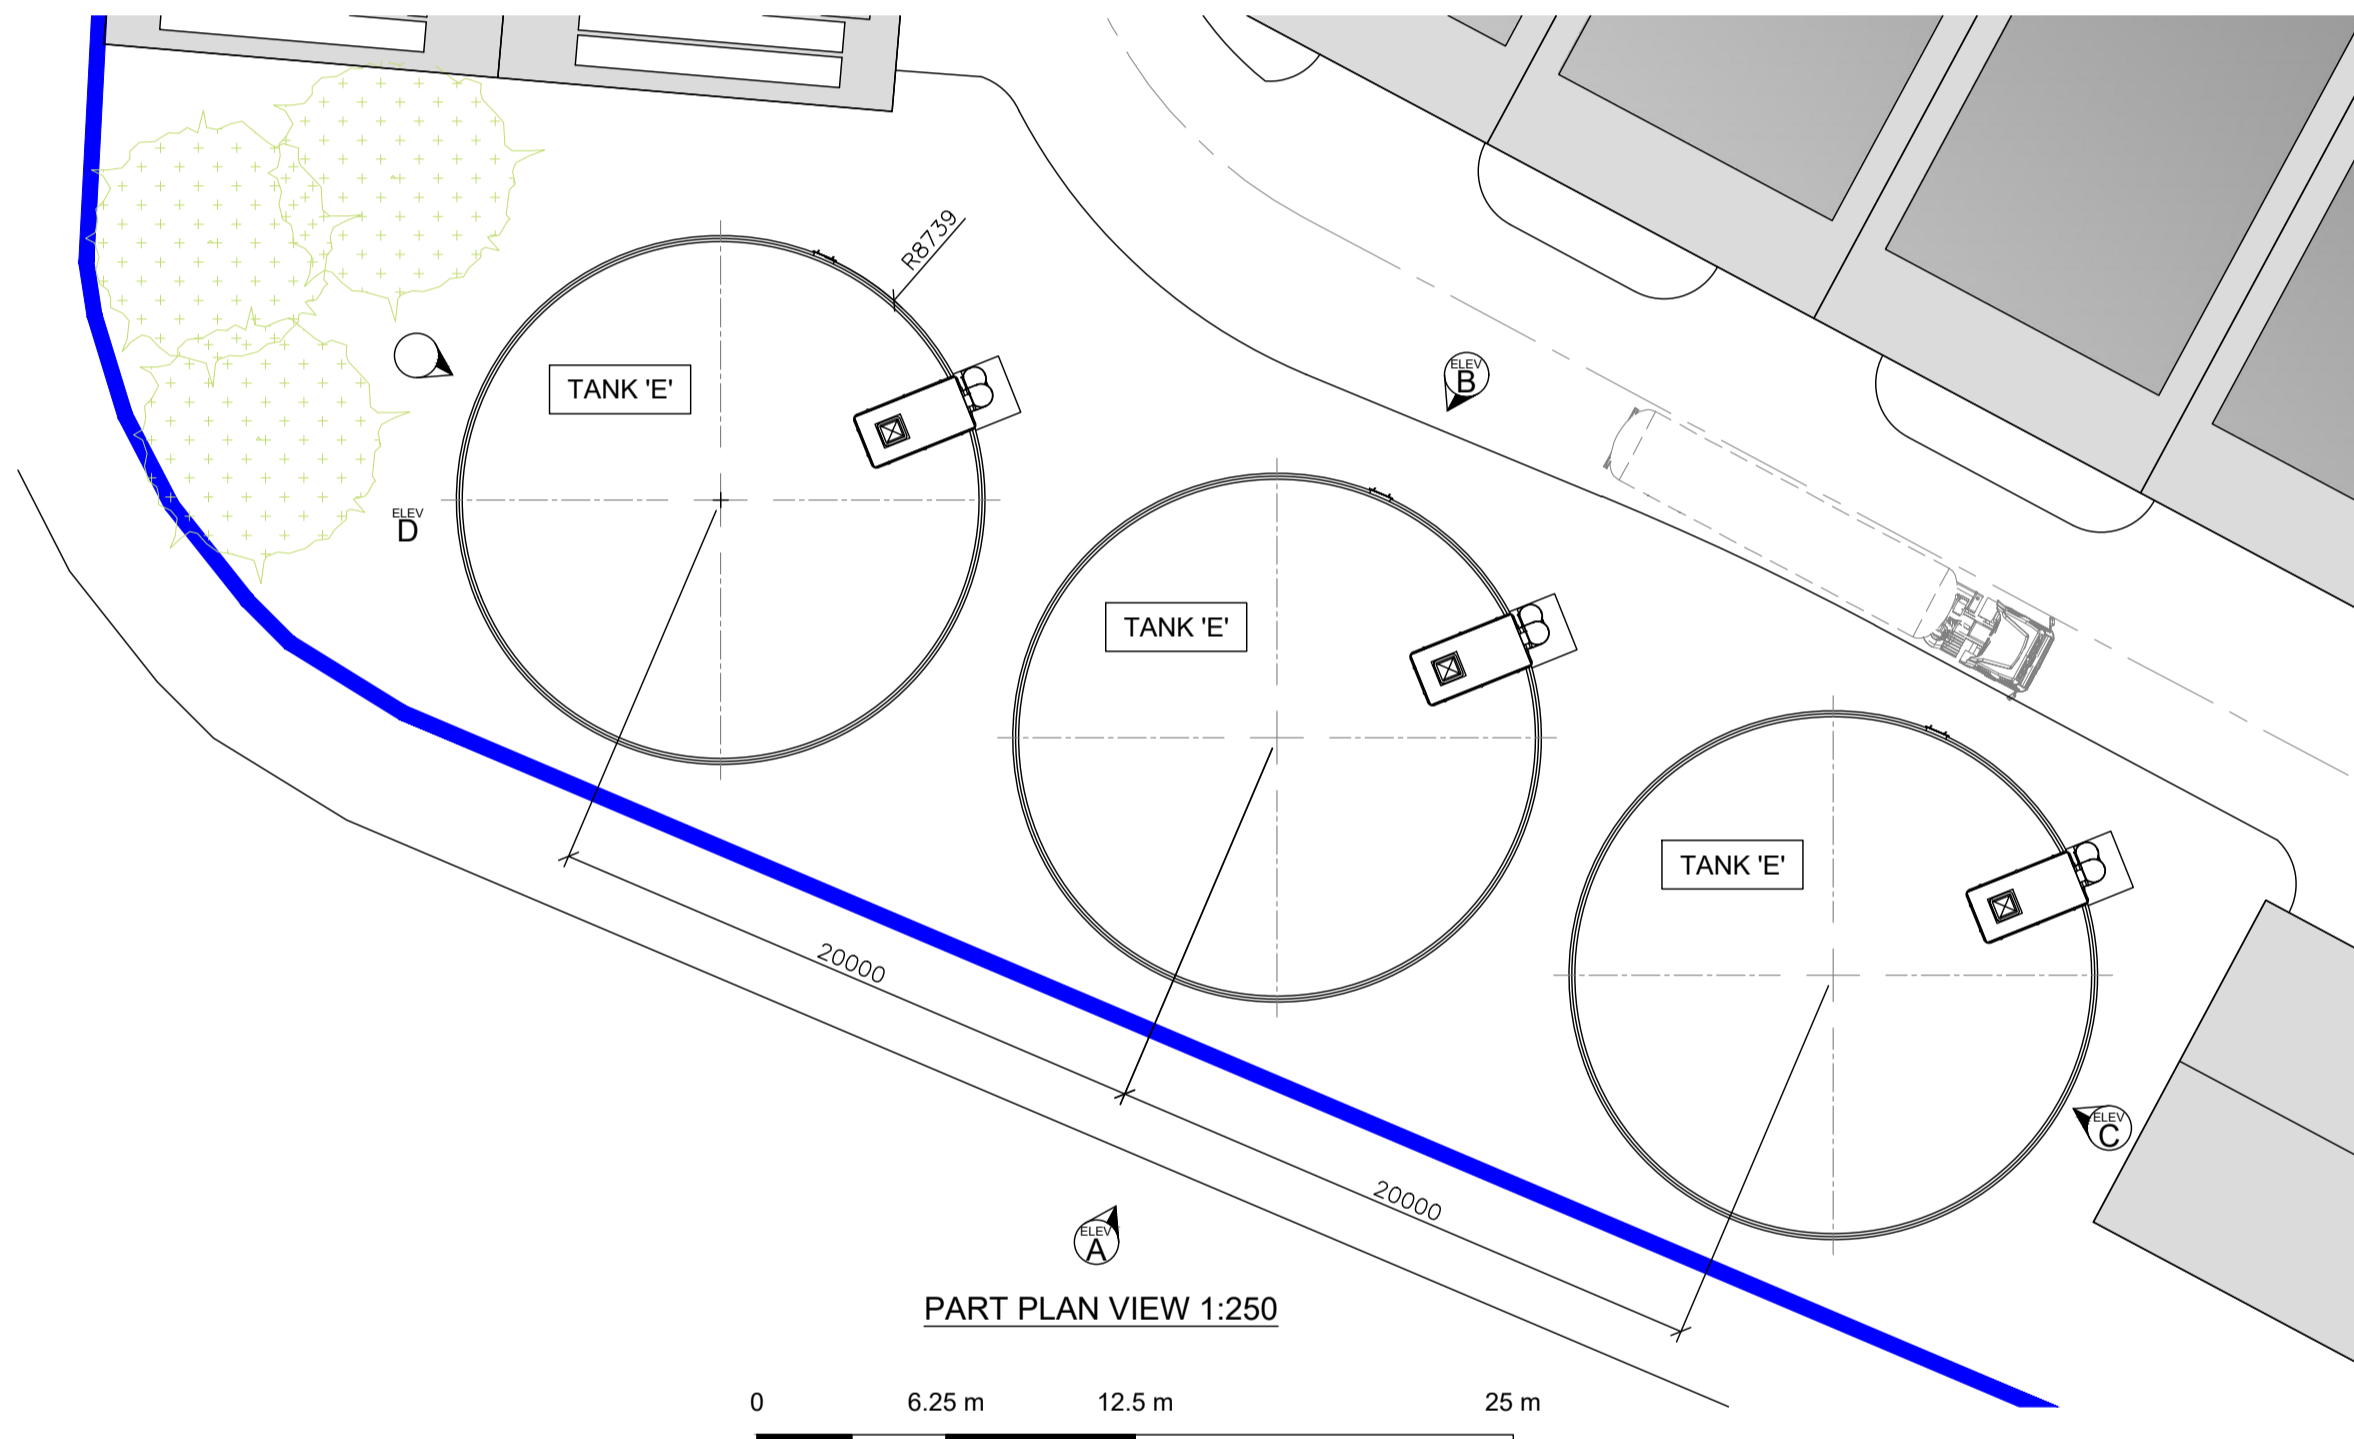 R8739
TANK 'E'
ELEV
B
ELEV
D
TANK 'E'
TANK 'E'
20000
ELEV
C
20000
ELEV
A
PART PLAN VIEW 1:250
0 6.25 m 12.5 m 25 m